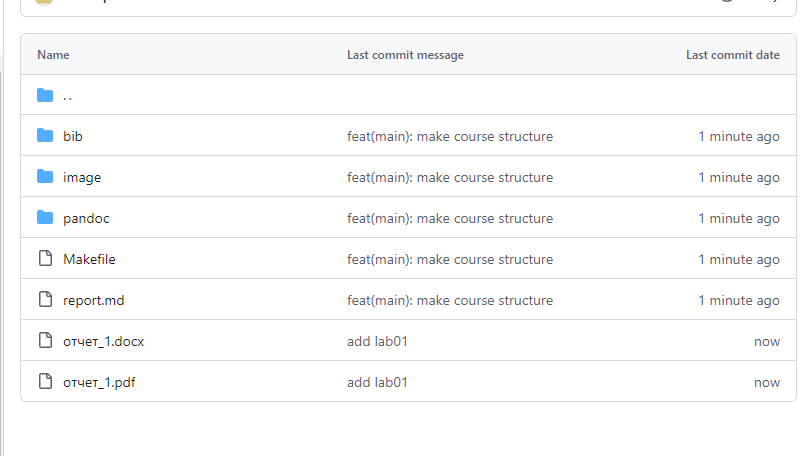 Name Last commit message Last commit date
..
bib feat(main): make course structure 1 minute ago
image feat(main): make course structure 1 minute ago
pandoc feat(main): make course structure 1 minute ago
Makefile feat(main): make course structure 1 minute ago
report.md feat(main): make course structure 1 minute ago
отчет_1.docx add lab01 now
отчет_1.pdf add lab01 now